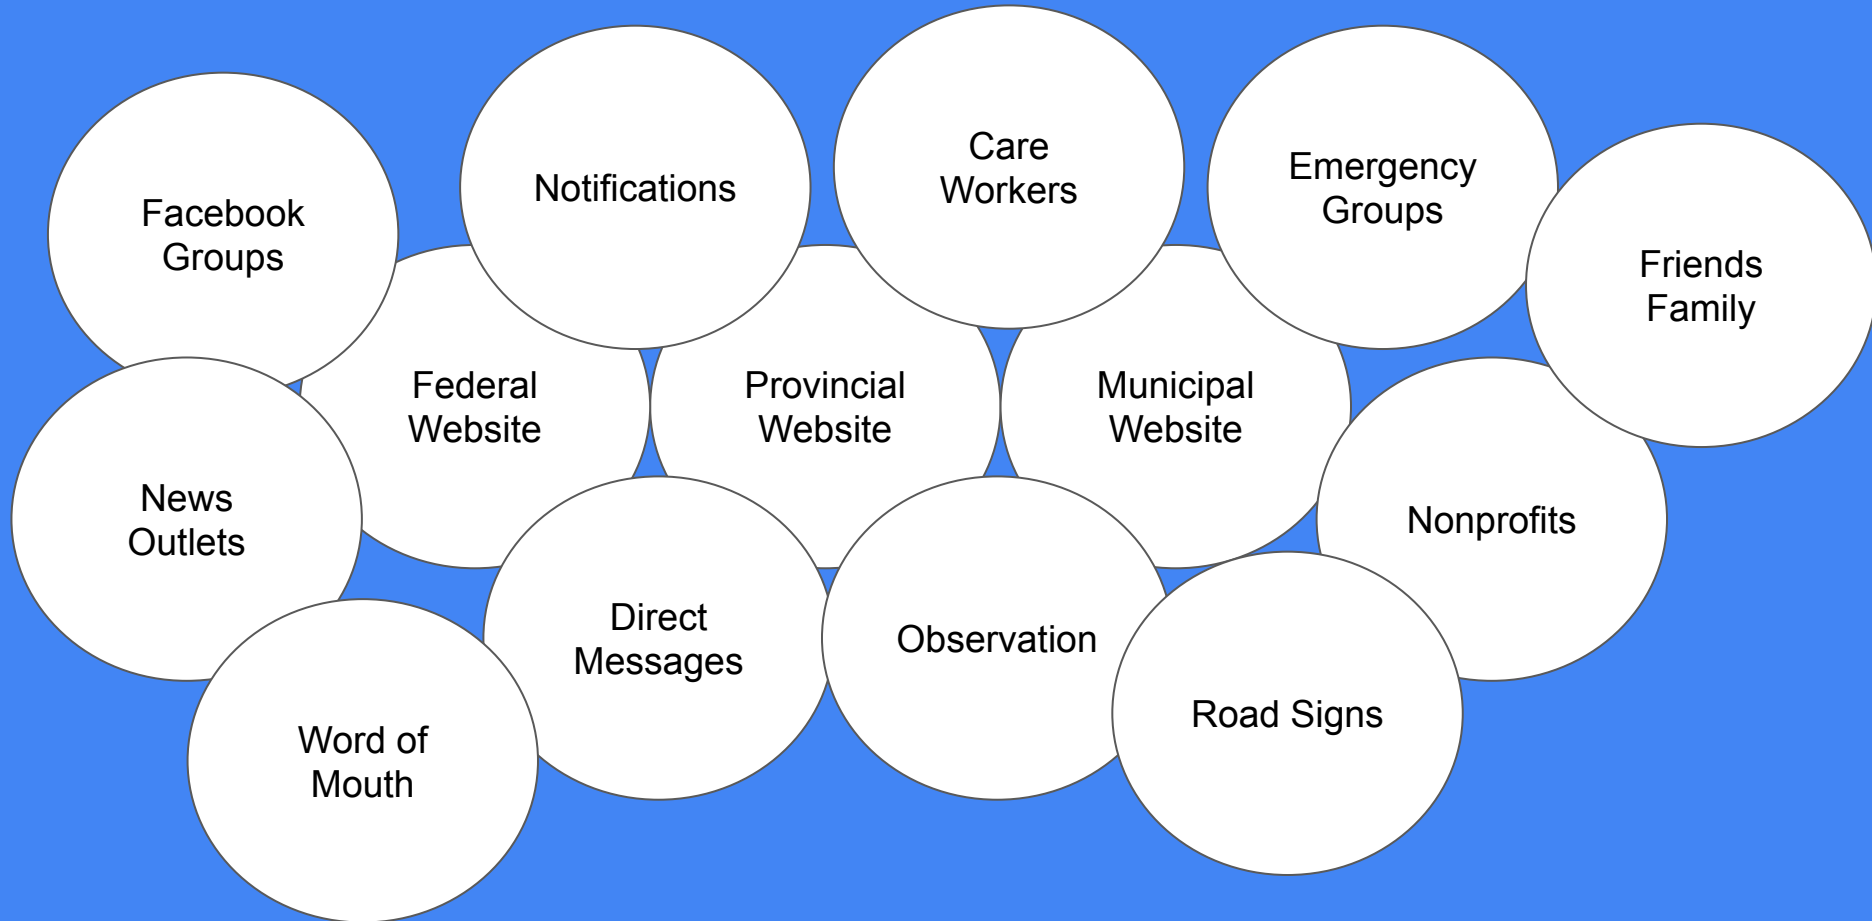 Facebook
Groups
Notifications
Care
Workers
Emergency
Groups
Friends
Family
Federal
Website
Provincial
Website
Municipal
Website
News
Outlets
Nonprofits
Direct
Messages
Observation
Road Signs
Word of
Mouth